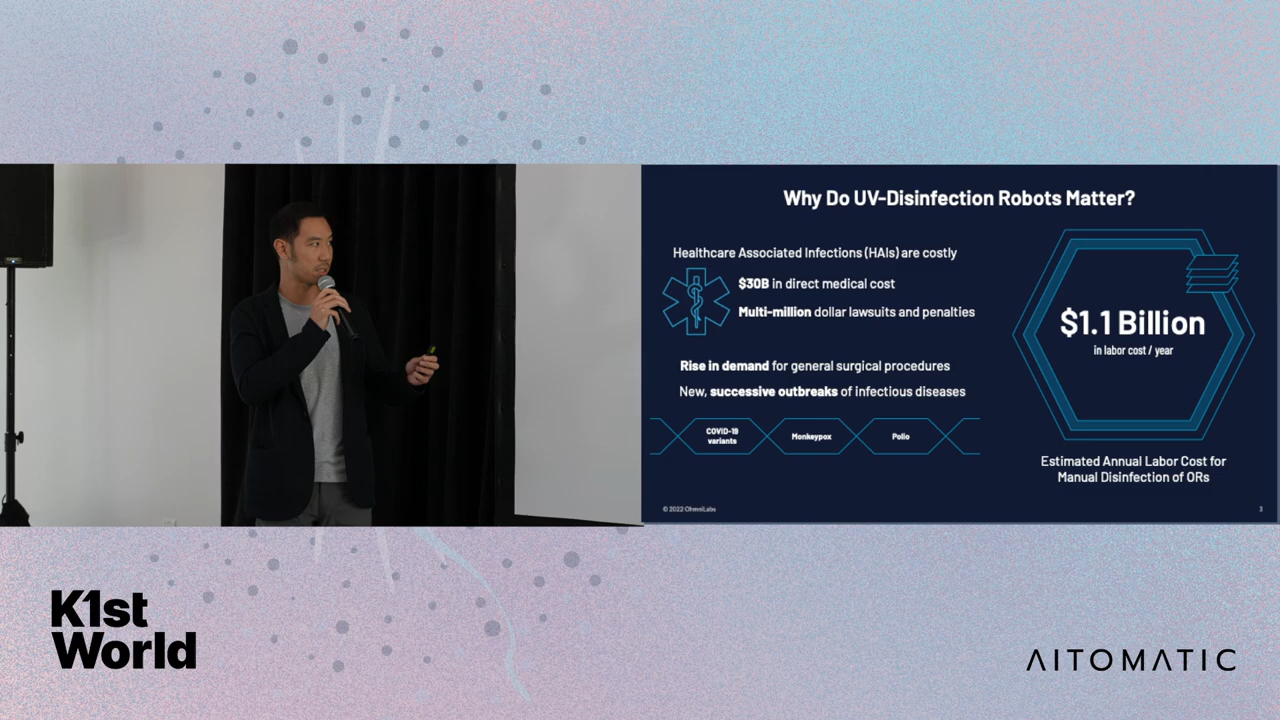 Why Do UV-Disinfection Robots Matter?
Healthcare Associated Infections (HAIs) are costly
$30B in direct medical cost
Multi-million dollar lawsuits and penalties
Rise in demand for general surgical procedures
New, successive outbreaks of infectious diseases
COVID-19
variants
Monkeypox
Polio
$1.1 Billion
in labor cost / year
Estimated Annual Labor Cost for
Manual Disinfection of ORs
© 2022 OhmniLabs
3
K1st
World
AITOMATIC